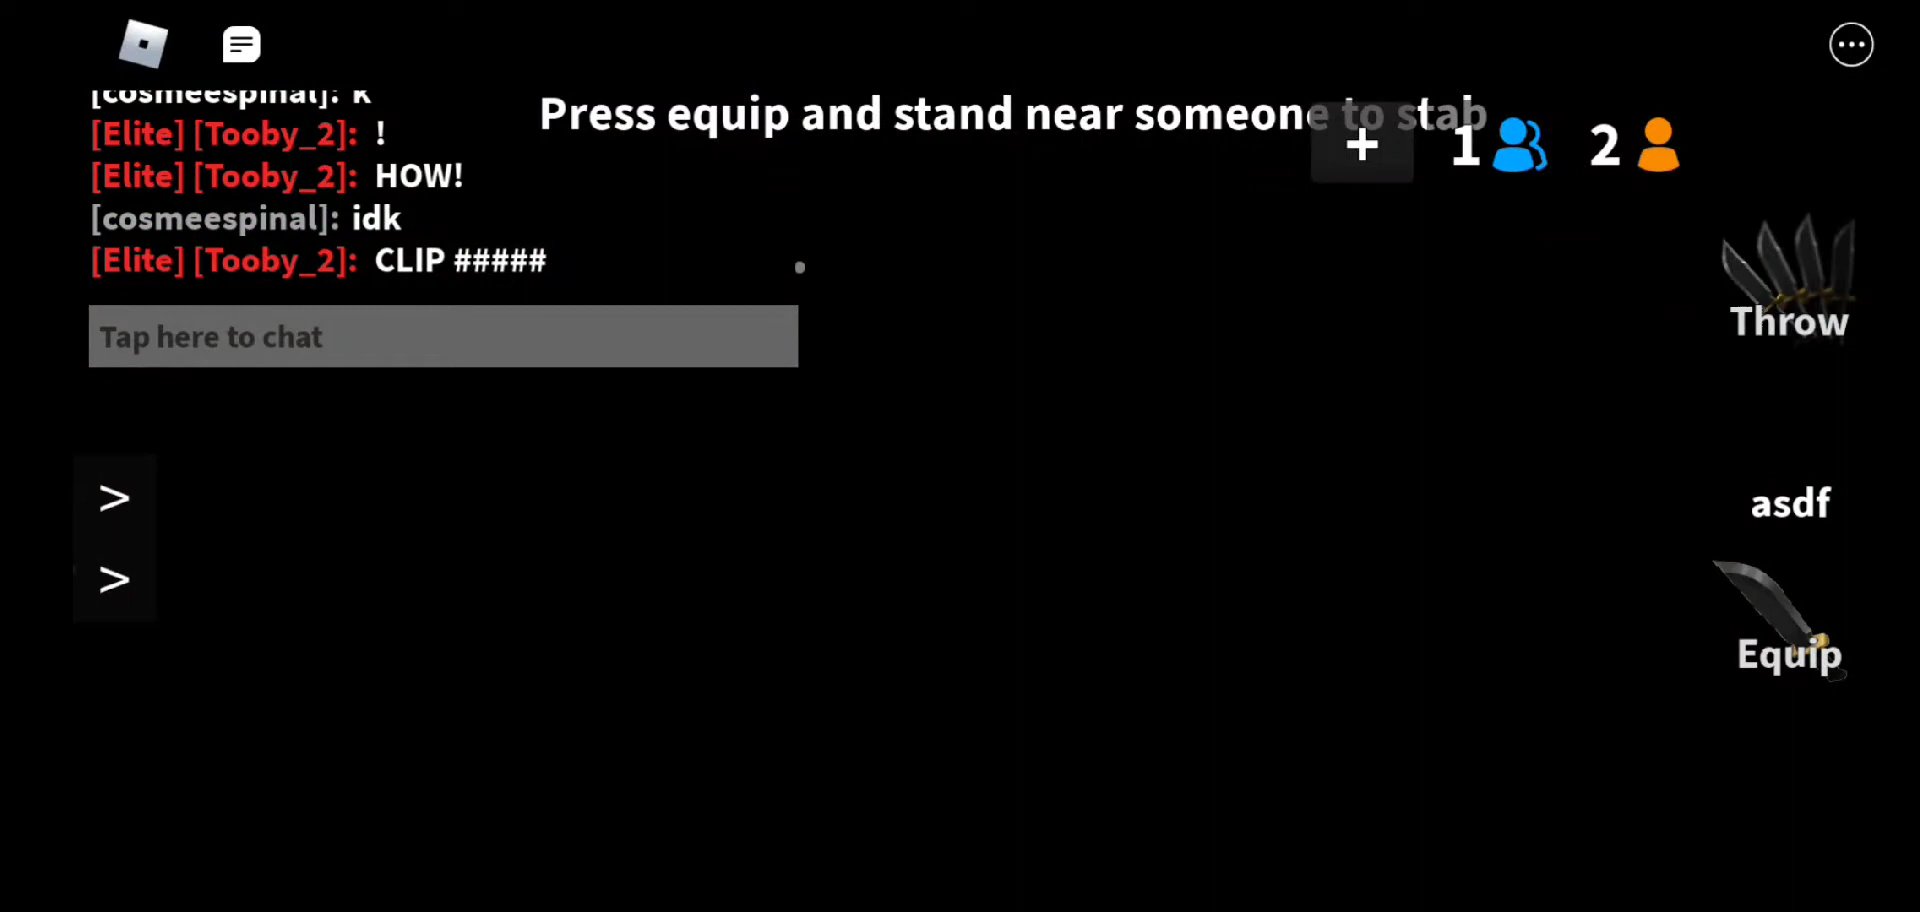 [cosmeespinal]: K
[Elite] [Tooby_2]: !
[Elite] [Tooby_2]: HOW!
[cosmeespinal]: idk
[Elite] [Tooby_2]: CLIP #####
Tap here to chat
Press equip and stand near someone to stab
+ 1 2
Throw
>
asdf
>
Equip